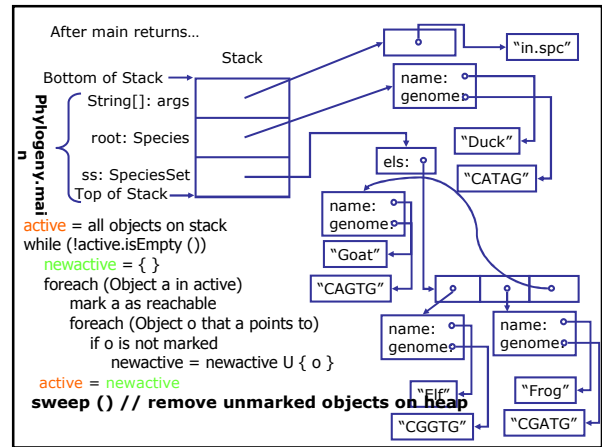 After main returns…
Stack
Bottom of Stack
String[]: args
root: Species
ss: SpeciesSet
Top of Stack
Phylogeny.mai
n
“in.spc”
name:
genome:
“Duck”
“CATAG”
els:
name:
genome:
“Goat”
“CAGTG”
name:
genome:
“Elf”
“CGGTG”
name:
genome:
“Frog”
“CGATG”
active = all objects on stack
while (!active.isEmpty ())
newactive = { }
foreach (Object a in active)
mark a as reachable
foreach (Object o that a points to)
if o is not marked
newactive = newactive U { o }
active = newactive
sweep () // remove unmarked objects on heap